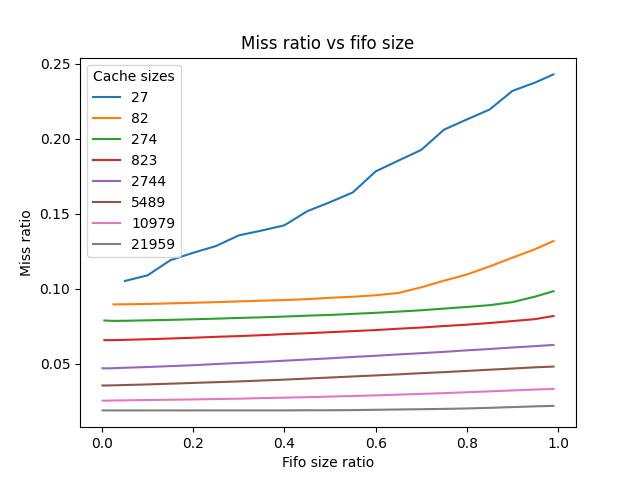 Miss ratio vs fifo size
Cache sizes
27
82
274
823
2744
5489
10979
21959
0.25
0.20
0.15
0.10
0.05
Miss ratio
0.0 0.2 0.4 0.6 0.8 1.0
Fifo size ratio